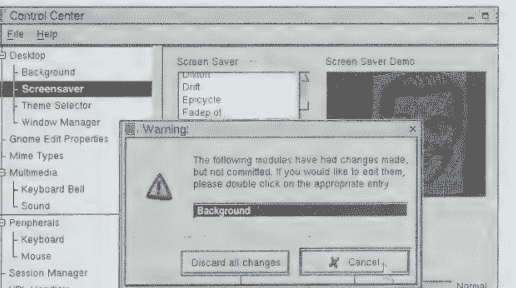 Control Center
File Help
Desktop
Background
Screensaver
Theme Selector
Window Manager
Gnome Edit Properties
Mime Types
Multimedia
Keyboard Bell
Sound
Peripherals
Keyboard
Mouse
Session Manager
Screen Saver
Distort
Drift
Epicycle
Fadeplot
Screen Saver Demo
Warning:
The following modules have had changes made,
but not committed. If you would like to edit them,
please double click on the appropriate entry
Background
Discard all changes
Cancel
Normal